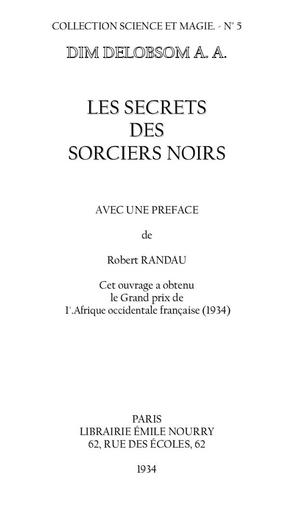 COLLECTION SCIENCE ET MAGIE. - N° 5
DIM DELOBSOM A. A.
LES SECRETS
DES
SORCIERS NOIRS
AVEC UNE PREFACE
de
Robert RANDAU
Cet ouvrage a obtenu
le Grand prix de
1'.Afrique occidentale française (1934)
PARIS
LIBRAIRIE ÉMILE NOURRY
62, RUE DES ÉCOLES, 62
1934